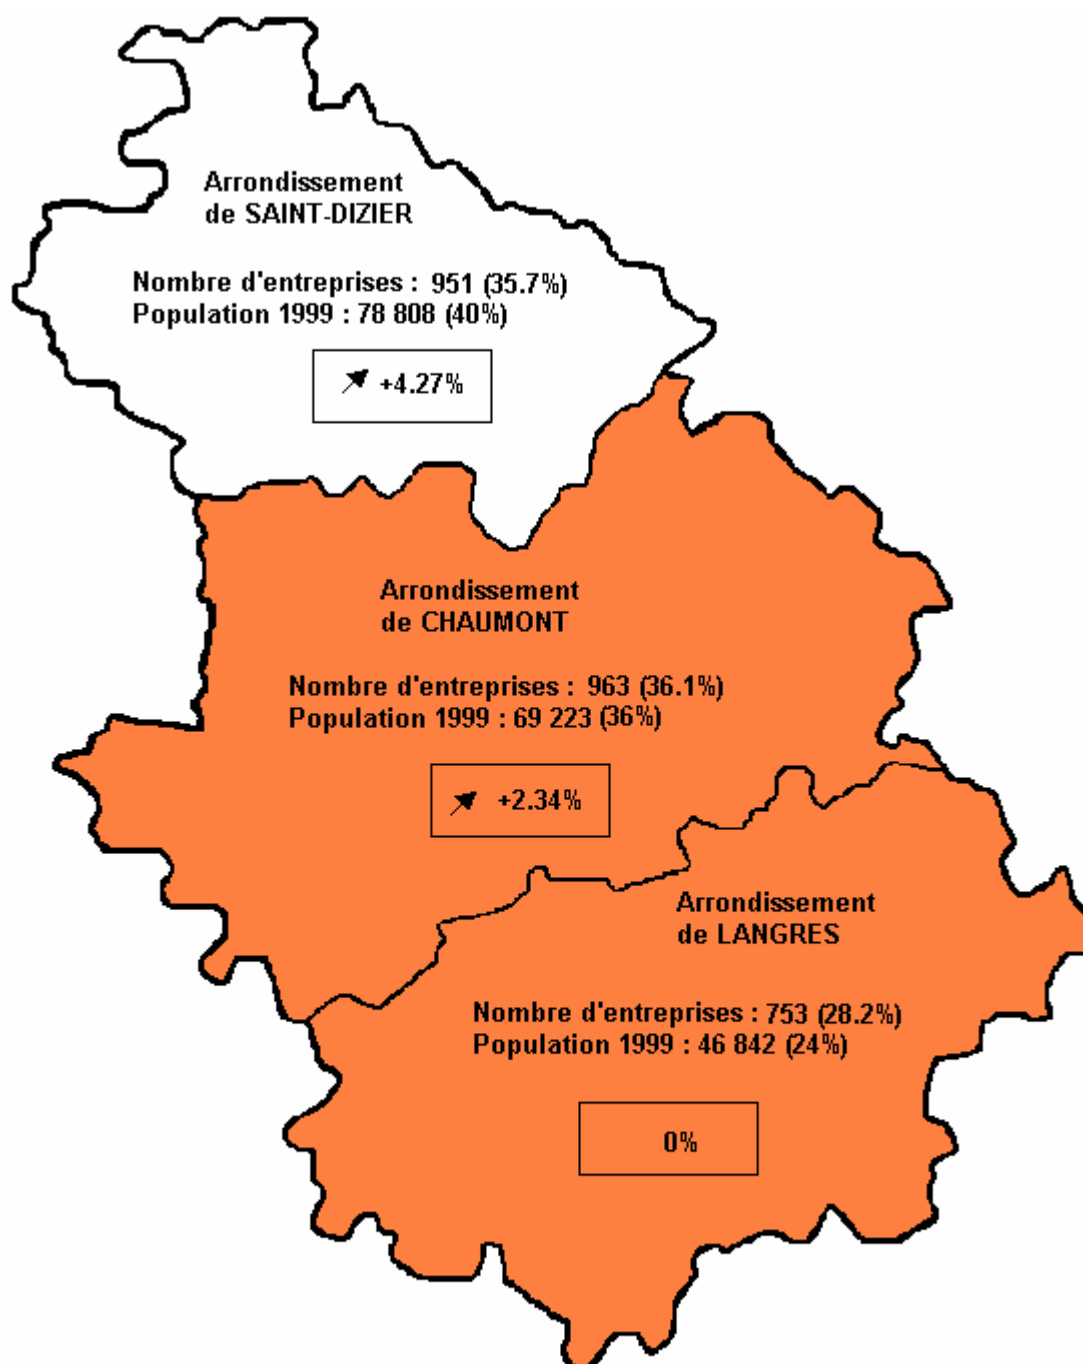 Arrondissement
de SAINT-DIZIER
Nombre d'entreprises : 951 (35.7%)
Population 1999 : 78 808 (40%)
+4.27%
Arrondissement
de CHAUMONT
Nombre d'entreprises : 963 (36.1%)
Population 1999 : 69 223 (36%)
+2.34%
Arrondissement
de LANGRES
Nombre d'entreprises : 753 (28.2%)
Population 1999 : 46 842 (24%)
0%